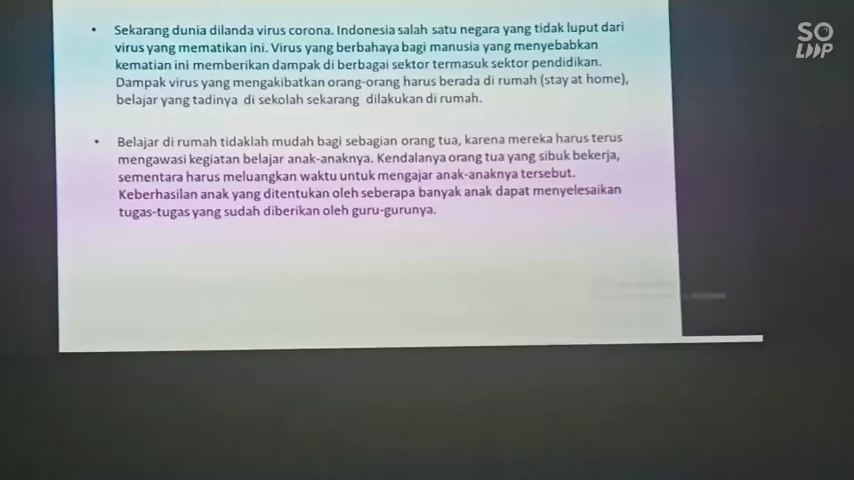 • Sekarang dunia dilanda virus corona. Indonesia salah satu negara yang tidak luput dari
virus yang mematikan ini. Virus yang berbahaya bagi manusia yang menyebabkan
kematian ini memberikan dampak di berbagai sektor termasuk sektor pendidikan.
Dampak virus yang mengakibatkan orang-orang harus berada di rumah (stay at home),
belajar yang tadinya di sekolah sekarang dilakukan di rumah.
• Belajar di rumah tidaklah mudah bagi sebagian orang tua, karena mereka harus terus
mengawasi kegiatan belajar anak-anaknya. Kendalanya orang tua yang sibuk bekerja,
sementara harus meluangkan waktu untuk mengajar anak-anaknya tersebut.
Keberhasilan anak yang ditentukan oleh seberapa banyak anak dapat menyelesaikan
tugas-tugas yang sudah diberikan oleh guru-gurunya.
SO
LOOP